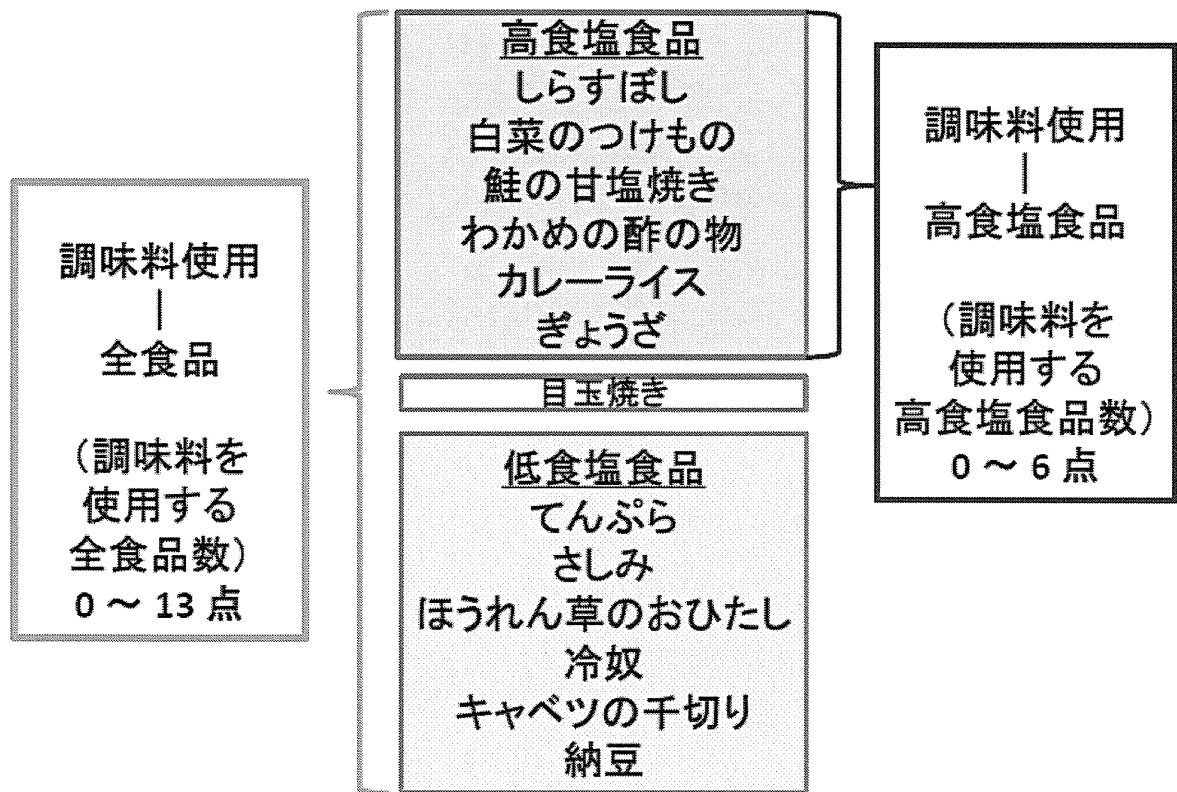 調味料使用
|
全食品
（調味料を
使用する
全食品数）
0 ～ 13 点
高食塩食品
しらすぼし
白菜のつけもの
鮭の甘塩焼き
わかめの酢の物
カレーライス
ぎょうざ
目玉焼き
低食塩食品
てんぷら
さしみ
ほうれん草のおひたし
冷奴
キャベツの千切り
納豆
調味料使用
|
高食塩食品
（調味料を
使用する
高食塩食品数）
0 ～ 6 点